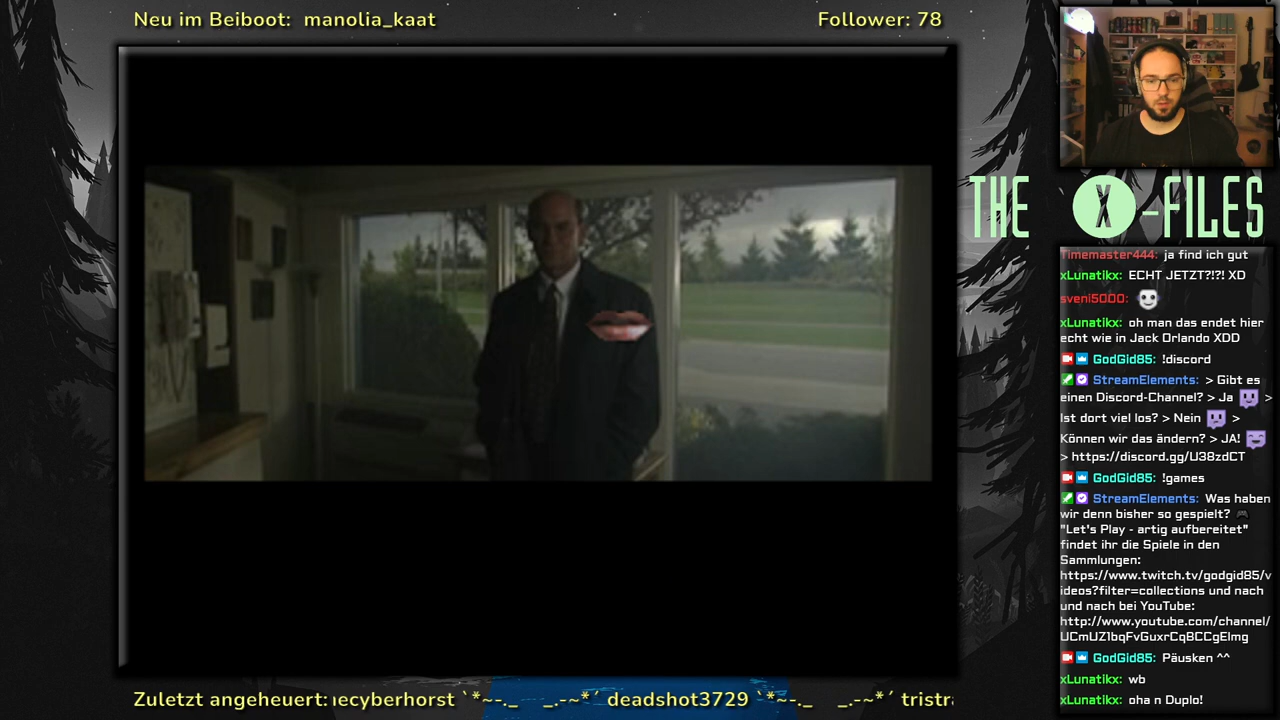 Neu im Beiboot: manolia_kaat
Follower: 78
THE X-FILES
Timemaster444: ja find ich gut
xLunatikx: ECHT JETZT?!?! XD
sveni5000:
xLunatikx: oh man das endet hier
echt wie in Jack Orlando XDD
GodGid85: !discord
StreamElements: > Gibt es
einen Discord-Channel? > Ja >
Ist dort viel los? > Nein >
Können wir das ändern? > JA!
> https://discord.gg/U38zdCT
GodGid85: !games
StreamElements: Was haben
wir denn bisher so gespielt?
"Let's Play - artig aufbereitet"
findet ihr die Spiele in den
Sammlungen:
https://www.twitch.tv/godgid85/v
ideos?filter=collections und nach
und nach bei YouTube:
http://www.youtube.com/channel/
UCmUZ1bqFvGuxrCqBCCgElmg
GodGid85: Päusken ^^
xLunatikx: wb
xLunatikx: oha n Duplo!
Zuletzt angeheuert: ecyberhorst `*~-._ _.-~*´ deadshot3729 `*~-._ _.-~*´ tristr